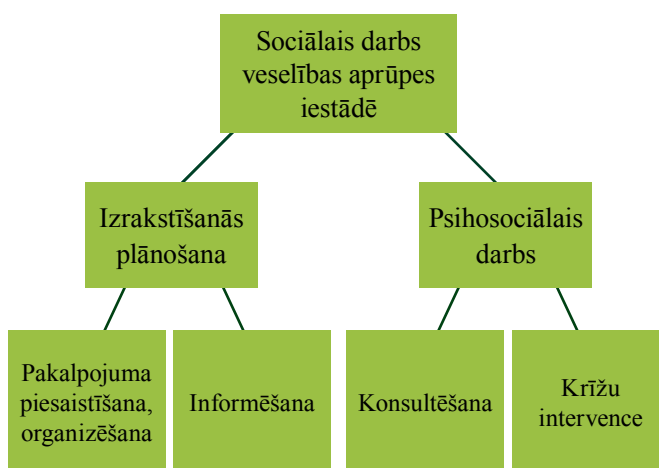 Sociālais darbs
veselības aprūpes
iestādē
Izrakstīšanās
plānošana
Psihosociālais
darbs
Pakalpojuma
piesaistīšana,
organizēšana
Informēšana
Konsultēšana
Krīžu
intervence